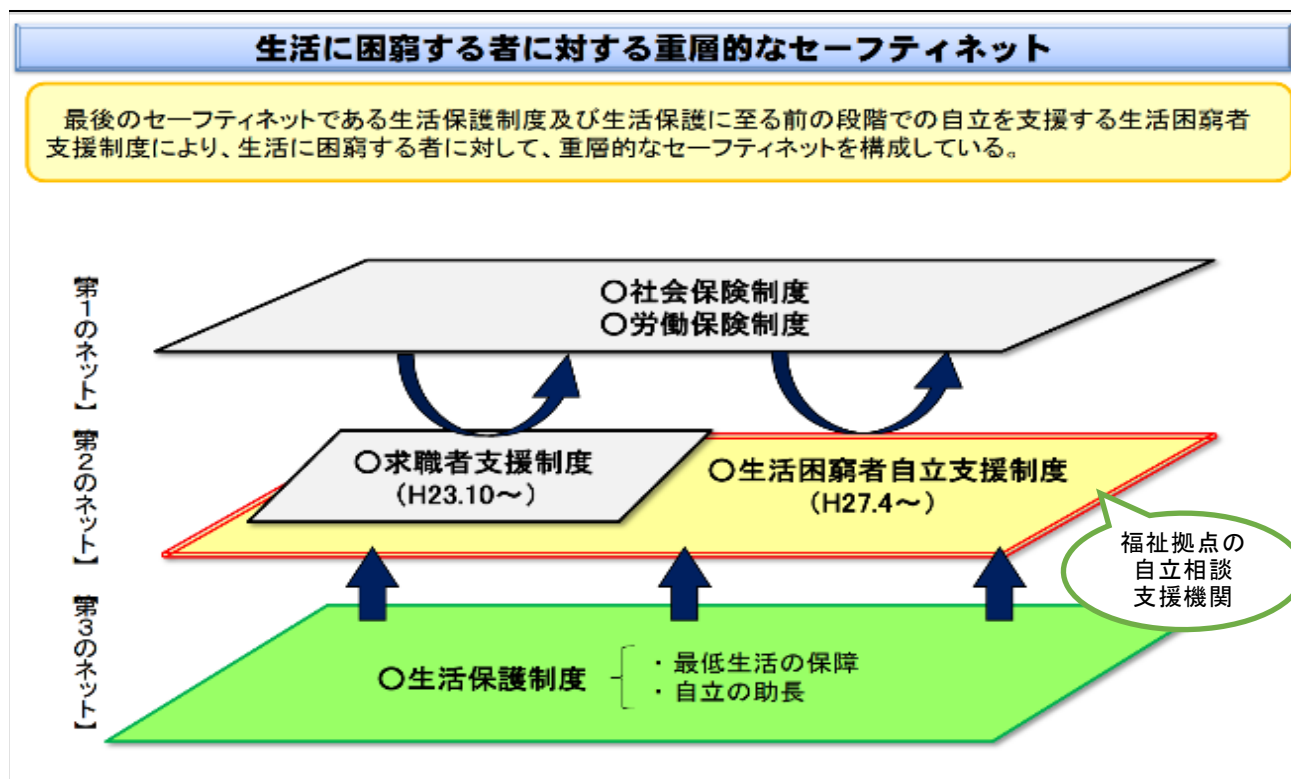 生活に困窮する者に対する重層的なセーフティネット
最後のセーフティネットである生活保護制度及び生活保護に至る前の段階での自立を支援する生活困窮者
支援制度により、生活に困窮する者に対して、重層的なセーフティネットを構成している。
【第1のネット】
〇社会保険制度
〇労働保険制度
【第2のネット】
〇求職者支援制度
(H23.10～)
〇生活困窮者自立支援制度
(H27.4～)
福祉拠点の
自立相談
支援機関
【第3のネット】
〇生活保護制度
・最低生活の保障
・自立の助長